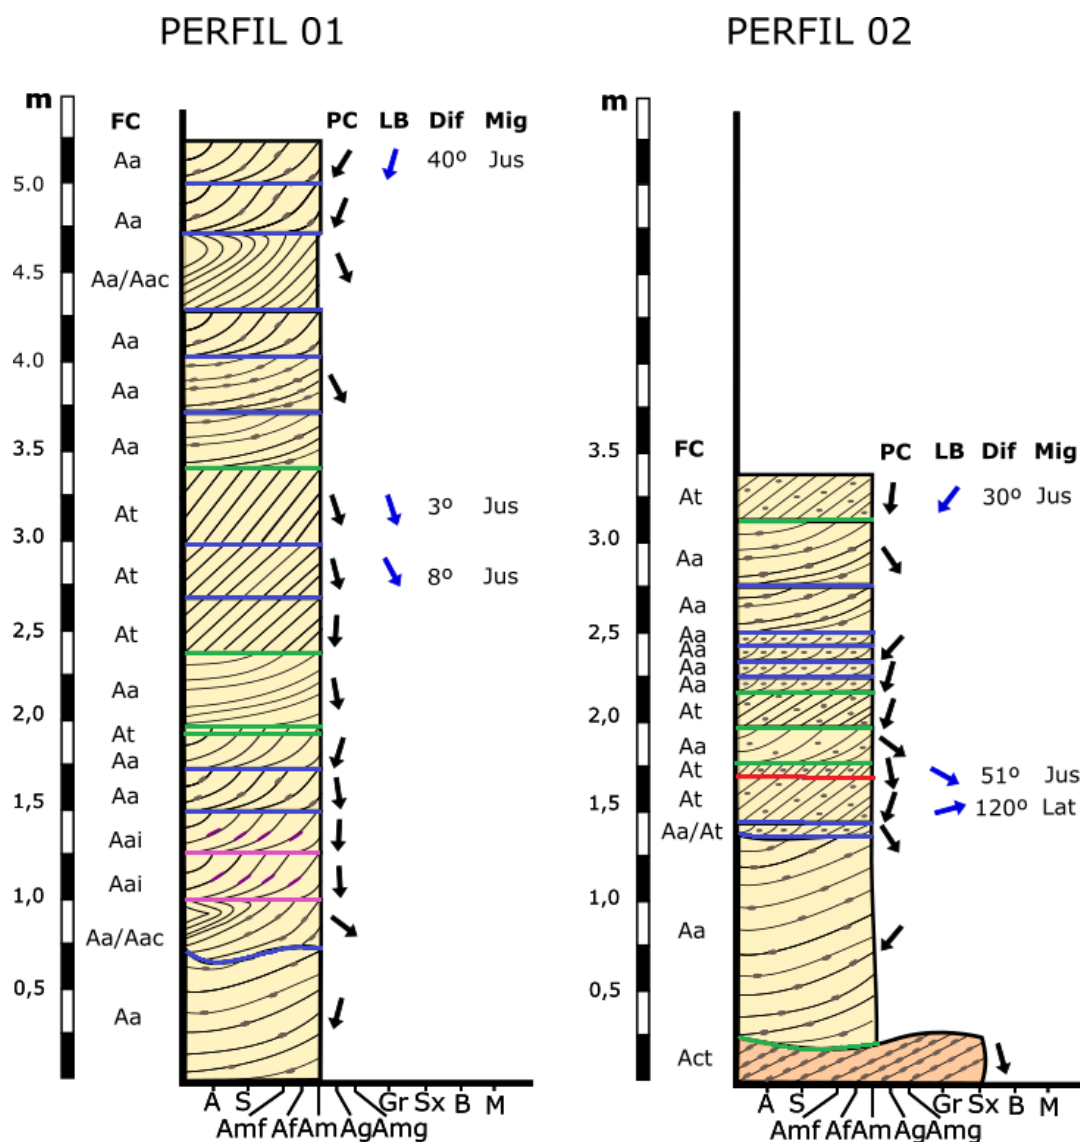 PERFIL 01
m
FC PC LB Dif Mig
Aa 40º Jus
5.0
Aa
4.5
Aa/Aac
Aa
4.0
Aa
3.5
Aa
At 3º Jus
3.0
At 8º Jus
2,5
At
Aa
2,0
At
Aa
Aa
1,5
Aai
Aai
1,0
Aa/Aac
0,5
Aa
A S Gr Sx B M
Amf Af Am Ag Amg
PERFIL 02
m
3.5
FC PC LB Dif Mig
At 30º Jus
3.0
Aa
Aa
2,5
Aa
Aa
Aa
Aa
At
2,0
Aa
At 51º Jus
At 120º Lat
1,5
Aa/At
1,0
Aa
0,5
Act
A S Gr Sx B M
Amf Af Am Ag Amg